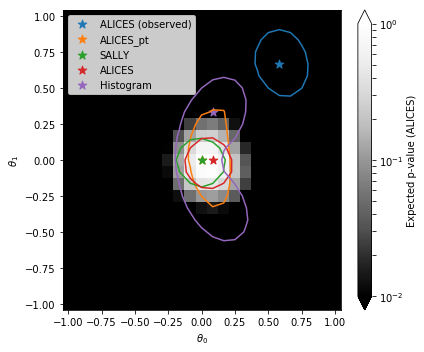 ALICES (observed)
ALICES_pt
SALLY
ALICES
Histogram
1.00
0.75
0.50
0.25
0.00
−0.25
−0.50
−0.75
−1.00
θ₁
−1.00 −0.75 −0.50 −0.25 0.00 0.25 0.50 0.75 1.00
θ₀
10⁰
10⁻¹
10⁻²
Expected p-value (ALICES)